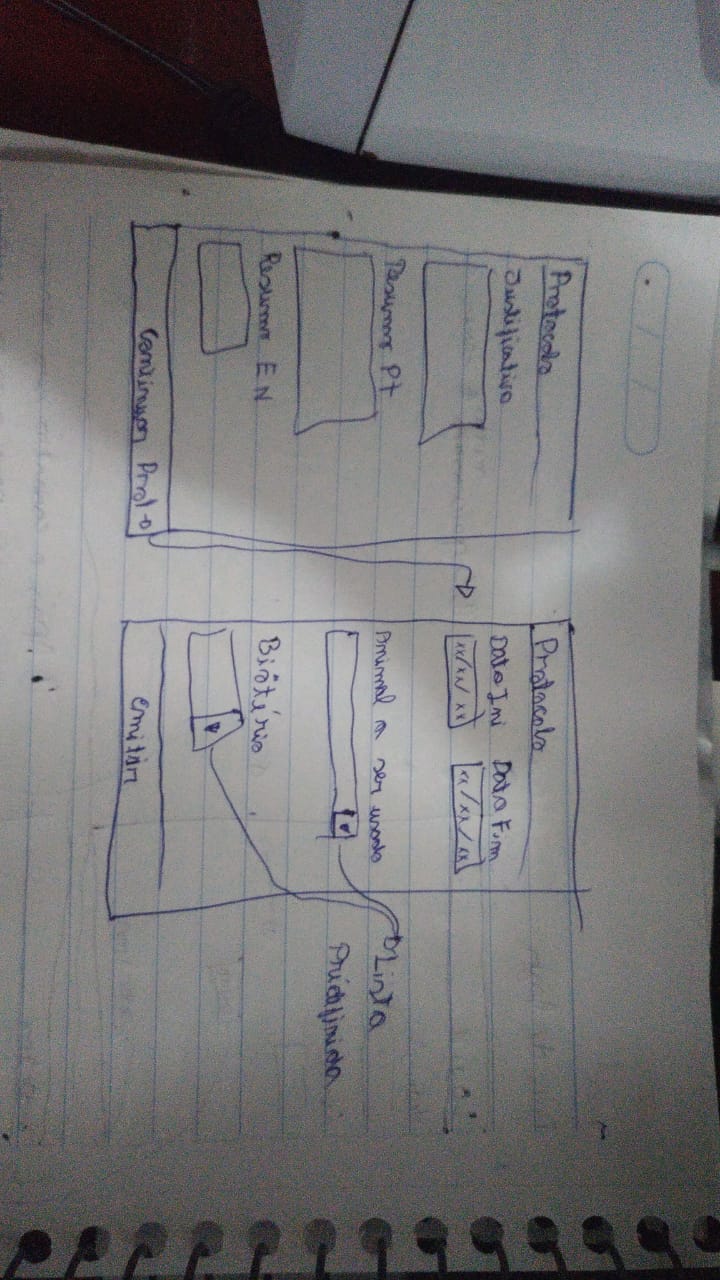 Protocolo
Justificativa
Resumo Pt
Resumo EN
Continuar Prot
Protocolo
Data Ini
Data Fim
xx/xx/xx
xx/xx/xx
Animal a ser usado
Lista
Prédefinida
Biotério
emitir